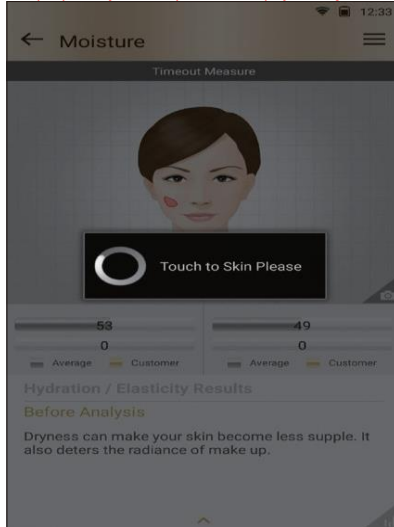 12:33
Moisture
Timeout Measure
Touch to Skin Please
53
49
0
0
Average Customer
Average Customer
Hydration / Elasticity Results
Before Analysis
Dryness can make your skin become less supple. It
also deters the radiance of make up.